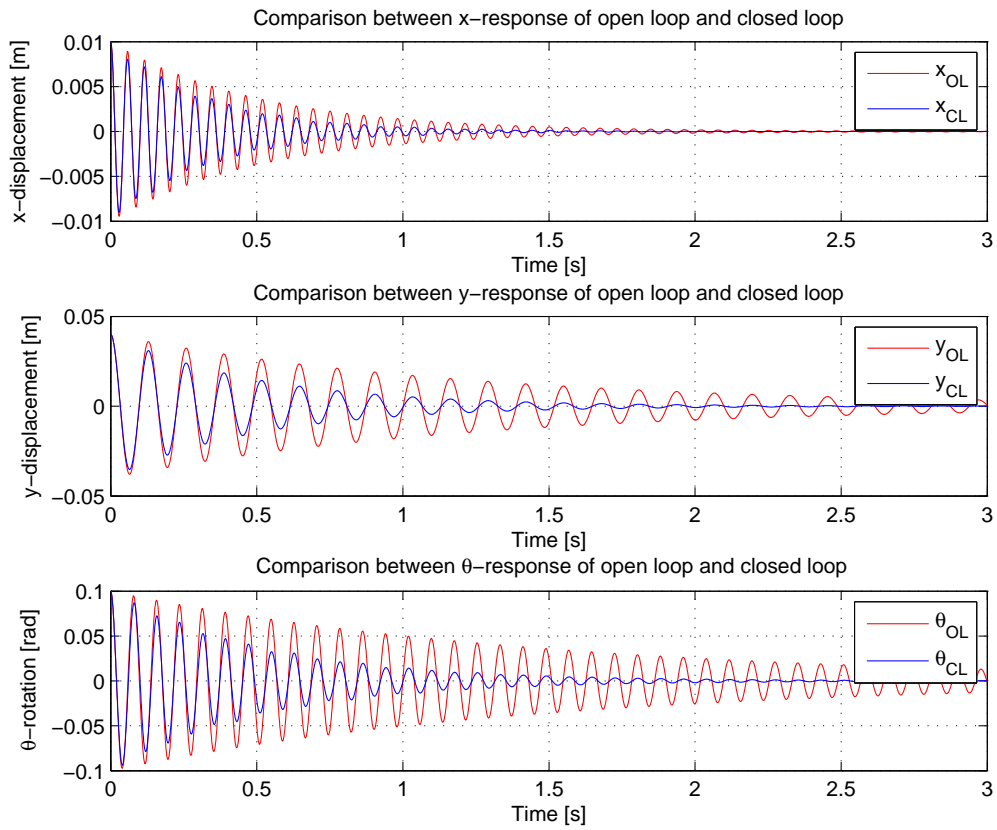 Comparison between x−response of open loop and closed loop
x−displacement [m]
0.01
0.005
0
−0.005
−0.01
x_OL
x_CL
0 0.5 1 1.5 2 2.5 3
Time [s]
Comparison between y−response of open loop and closed loop
y−displacement [m]
0.05
0
−0.05
y_OL
y_CL
0 0.5 1 1.5 2 2.5 3
Time [s]
Comparison between θ−response of open loop and closed loop
θ−rotation [rad]
0.1
0.05
0
−0.05
−0.1
θ_OL
θ_CL
0 0.5 1 1.5 2 2.5 3
Time [s]